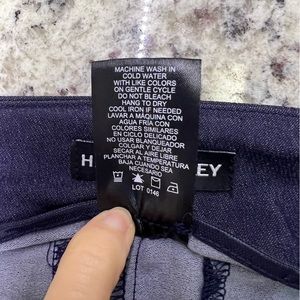 MACHINE WASH IN
COLD WATER
WITH LIKE COLORS
ON GENTLE CYCLE
DO NOT BLEACH
HANG TO DRY
COOL IRON IF NEEDED
LAVAR A MÁQUINA CON
AGUA FRÍA CON
COLORES SIMILARES
EN CICLO DELICADO
NO USAR BLANQUEADOR
COLGAR Y DEJAR
SECAR AL AIRE LIBRE
PLANCHAR A TEMPERATURA
BAJA CUANDO SEA
NECESARIO
H EY
LOT 0146